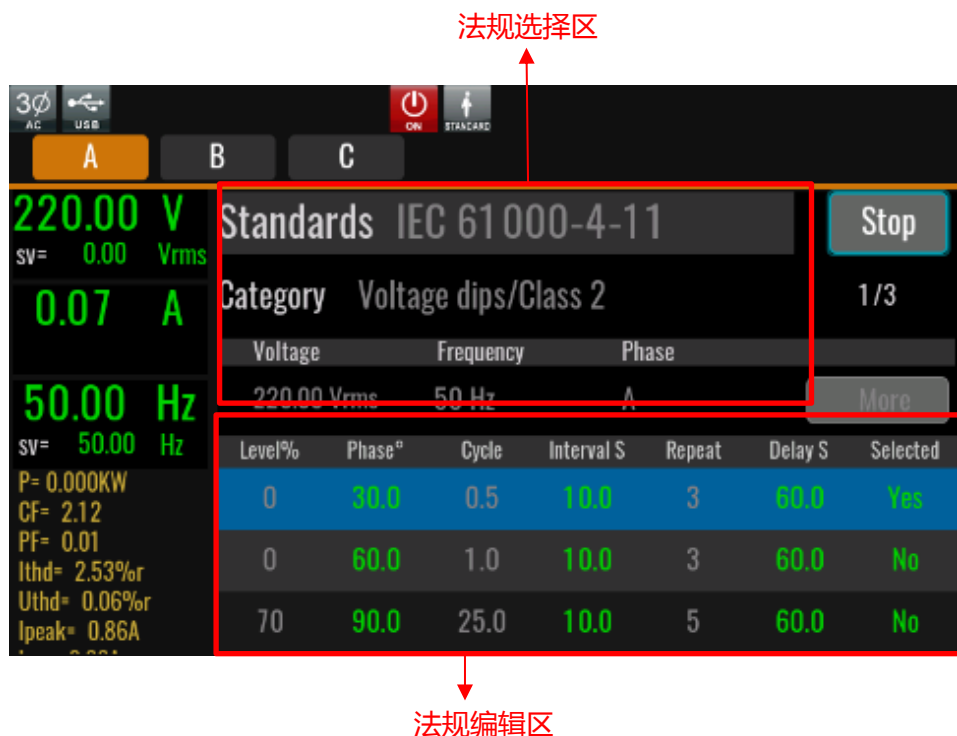 法规选择区
3Ø
AC USB ON STANDARD
A B C
220.00 V
sv= 0.00 Vrms
0.07 A
50.00 Hz
sv= 50.00 Hz
P= 0.000KW
CF= 2.12
PF= 0.01
Ithd= 2.53%r
Uthd= 0.06%r
Ipeak= 0.86A
Standards IEC 61000-4-11 Stop
Category Voltage dips/Class 2 1/3
Voltage Frequency Phase
220.00 Vrms 50 Hz A More
Level% Phase° Cycle Interval S Repeat Delay S Selected
0 30.0 0.5 10.0 3 60.0 Yes
0 60.0 1.0 10.0 3 60.0 No
70 90.0 25.0 10.0 5 60.0 No
法规编辑区